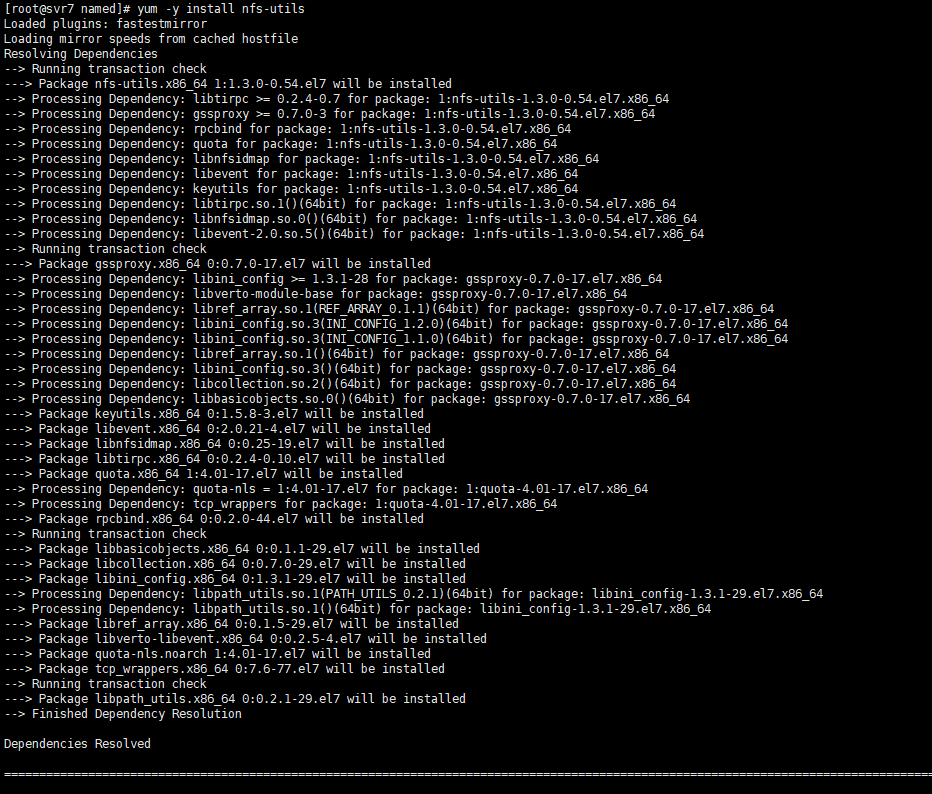 [root@svr7 named]# yum -y install nfs-utils
Loaded plugins: fastestmirror
Loading mirror speeds from cached hostfile
Resolving Dependencies
--> Running transaction check
---> Package nfs-utils.x86_64 1:1.3.0-0.54.el7 will be installed
--> Processing Dependency: libtirpc >= 0.2.4-0.7 for package: 1:nfs-utils-1.3.0-0.54.el7.x86_64
--> Processing Dependency: gssproxy >= 0.7.0-3 for package: 1:nfs-utils-1.3.0-0.54.el7.x86_64
--> Processing Dependency: rpcbind for package: 1:nfs-utils-1.3.0-0.54.el7.x86_64
--> Processing Dependency: quota for package: 1:nfs-utils-1.3.0-0.54.el7.x86_64
--> Processing Dependency: libnfsidmap for package: 1:nfs-utils-1.3.0-0.54.el7.x86_64
--> Processing Dependency: libevent for package: 1:nfs-utils-1.3.0-0.54.el7.x86_64
--> Processing Dependency: keyutils for package: 1:nfs-utils-1.3.0-0.54.el7.x86_64
--> Processing Dependency: libtirpc.so.1()(64bit) for package: 1:nfs-utils-1.3.0-0.54.el7.x86_64
--> Processing Dependency: libnfsidmap.so.0()(64bit) for package: 1:nfs-utils-1.3.0-0.54.el7.x86_64
--> Processing Dependency: libevent-2.0.so.5()(64bit) for package: 1:nfs-utils-1.3.0-0.54.el7.x86_64
--> Running transaction check
---> Package gssproxy.x86_64 0:0.7.0-17.el7 will be installed
--> Processing Dependency: libini_config >= 1.3.1-28 for package: gssproxy-0.7.0-17.el7.x86_64
--> Processing Dependency: libverto-module-base for package: gssproxy-0.7.0-17.el7.x86_64
--> Processing Dependency: libref_array.so.1(REF_ARRAY_0.1.1)(64bit) for package: gssproxy-0.7.0-17.el7.x86_64
--> Processing Dependency: libini_config.so.3(INI_CONFIG_1.2.0)(64bit) for package: gssproxy-0.7.0-17.el7.x86_64
--> Processing Dependency: libini_config.so.3(INI_CONFIG_1.1.0)(64bit) for package: gssproxy-0.7.0-17.el7.x86_64
--> Processing Dependency: libref_array.so.1()(64bit) for package: gssproxy-0.7.0-17.el7.x86_64
--> Processing Dependency: libini_config.so.3()(64bit) for package: gssproxy-0.7.0-17.el7.x86_64
--> Processing Dependency: libcollection.so.2()(64bit) for package: gssproxy-0.7.0-17.el7.x86_64
--> Processing Dependency: libbasicobjects.so.0()(64bit) for package: gssproxy-0.7.0-17.el7.x86_64
---> Package keyutils.x86_64 0:1.5.8-3.el7 will be installed
---> Package libevent.x86_64 0:2.0.21-4.el7 will be installed
---> Package libnfsidmap.x86_64 0:0.25-19.el7 will be installed
---> Package libtirpc.x86_64 0:0.2.4-0.10.el7 will be installed
---> Package quota.x86_64 1:4.01-17.el7 will be installed
--> Processing Dependency: quota-nls = 1:4.01-17.el7 for package: 1:quota-4.01-17.el7.x86_64
--> Processing Dependency: tcp_wrappers for package: 1:quota-4.01-17.el7.x86_64
---> Package rpcbind.x86_64 0:0.2.0-44.el7 will be installed
--> Running transaction check
---> Package libbasicobjects.x86_64 0:0.1.1-29.el7 will be installed
---> Package libcollection.x86_64 0:0.7.0-29.el7 will be installed
---> Package libini_config.x86_64 0:1.3.1-29.el7 will be installed
--> Processing Dependency: libpath_utils.so.1(PATH_UTILS_0.2.1)(64bit) for package: libini_config-1.3.1-29.el7.x86_64
--> Processing Dependency: libpath_utils.so.1()(64bit) for package: libini_config-1.3.1-29.el7.x86_64
---> Package libref_array.x86_64 0:0.1.5-29.el7 will be installed
---> Package libverto-libevent.x86_64 0:0.2.5-4.el7 will be installed
---> Package quota-nls.noarch 1:4.01-17.el7 will be installed
---> Package tcp_wrappers.x86_64 0:7.6-77.el7 will be installed
--> Running transaction check
---> Package libpath_utils.x86_64 0:0.2.1-29.el7 will be installed
--> Finished Dependency Resolution
Dependencies Resolved
================================================================================